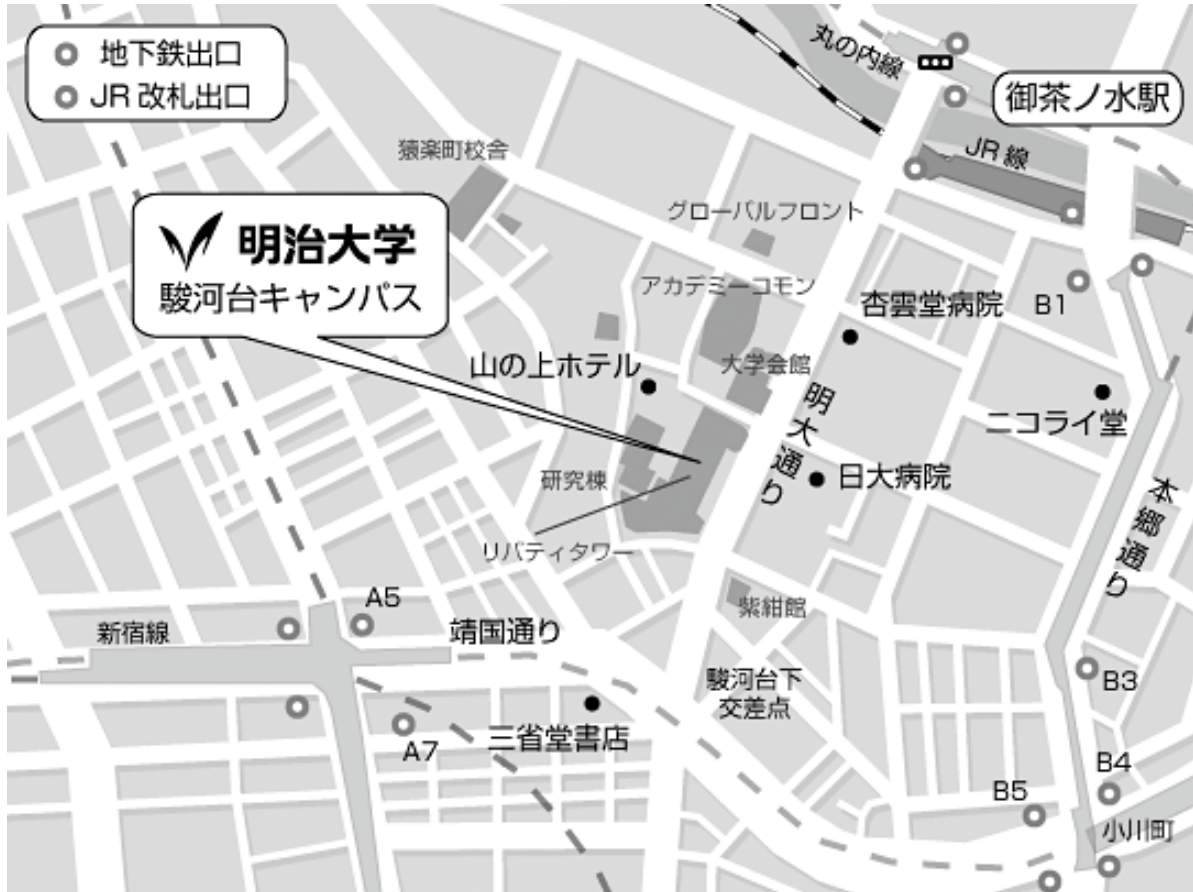 地下鉄出口
JR 改札出口
丸の内線
御茶ノ水駅
JR 線
猿楽町校舎
グローバルフロント
明治大学
駿河台キャンパス
アカデミーコモン
杏雲堂病院
B1
山の上ホテル
大学会館
明大通り
ニコライ堂
研究棟
日大病院
本郷通り
リバティタワー
紫紺館
A5
新宿線
靖国通り
駿河台下
交差点
B3
三省堂書店
A7
B4
B5
小川町